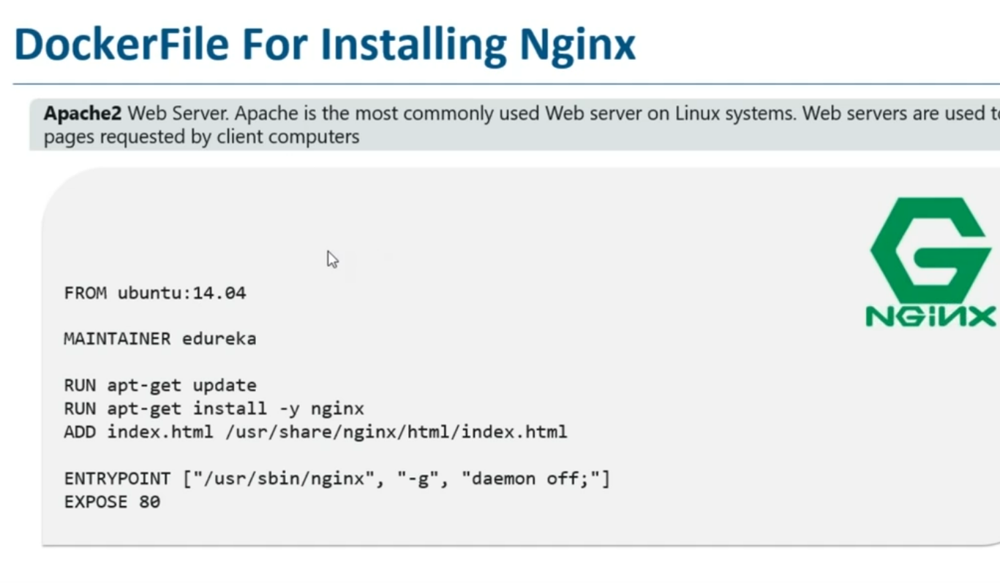 DockerFile For Installing Nginx
Apache2 Web Server. Apache is the most commonly used Web server on Linux systems. Web servers are used
pages requested by client computers
NGiNX
FROM ubuntu:14.04
MAINTAINER edureka
RUN apt-get update
RUN apt-get install -y nginx
ADD index.html /usr/share/nginx/html/index.html
ENTRYPOINT ["/usr/sbin/nginx", "-g", "daemon off;"]
EXPOSE 80